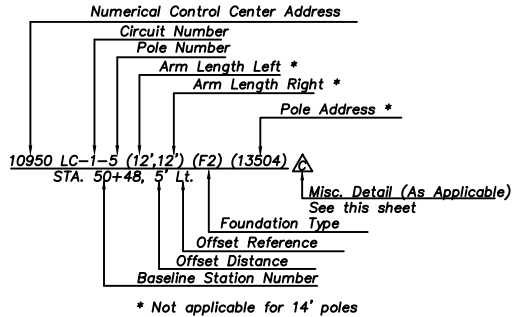 Numerical Control Center Address
Circuit Number
Pole Number
Arm Length Left *
Arm Length Right *
Pole Address *
10950 LC-1-5 (12',12') (F2) (13504) C
STA. 50+48, 5' Lt.
Misc. Detail (As Applicable)
See this sheet
Foundation Type
Offset Reference
Offset Distance
Baseline Station Number
* Not applicable for 14' poles